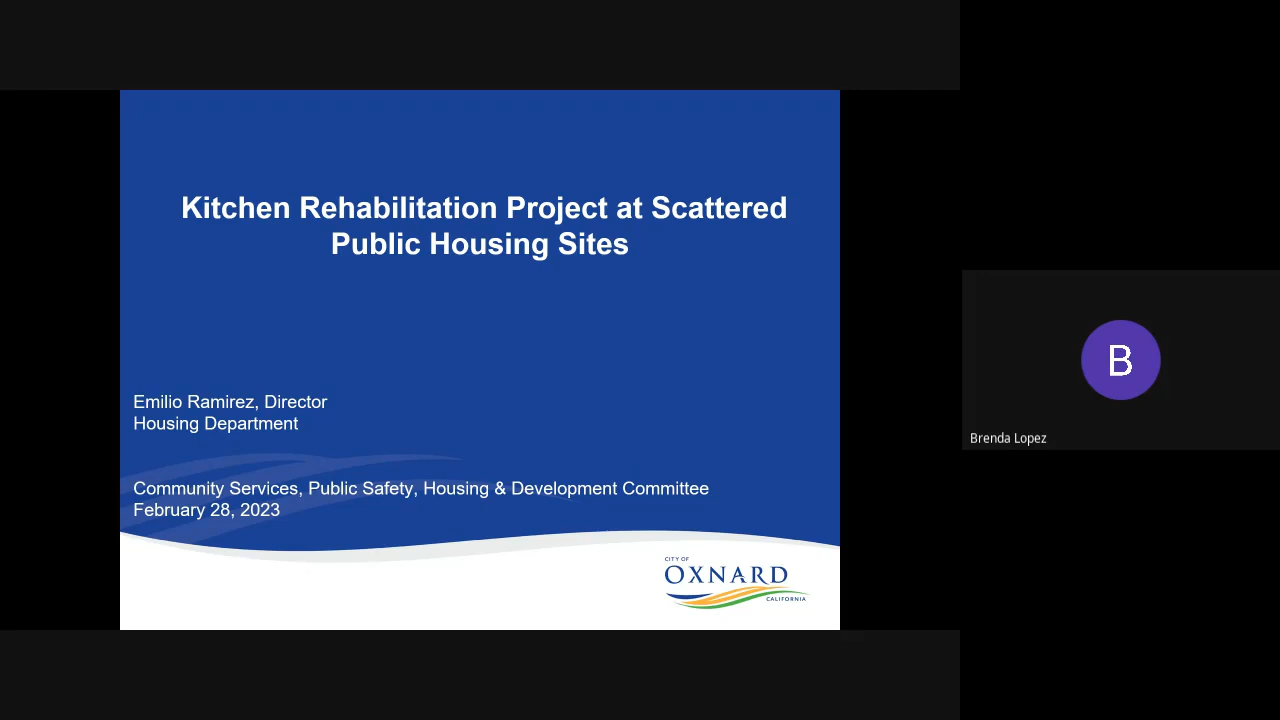 Kitchen Rehabilitation Project at Scattered
Public Housing Sites
Emilio Ramirez, Director
Housing Department
Community Services, Public Safety, Housing & Development Committee
February 28, 2023
CITY OF
OXNARD
CALIFORNIA
B
Brenda Lopez